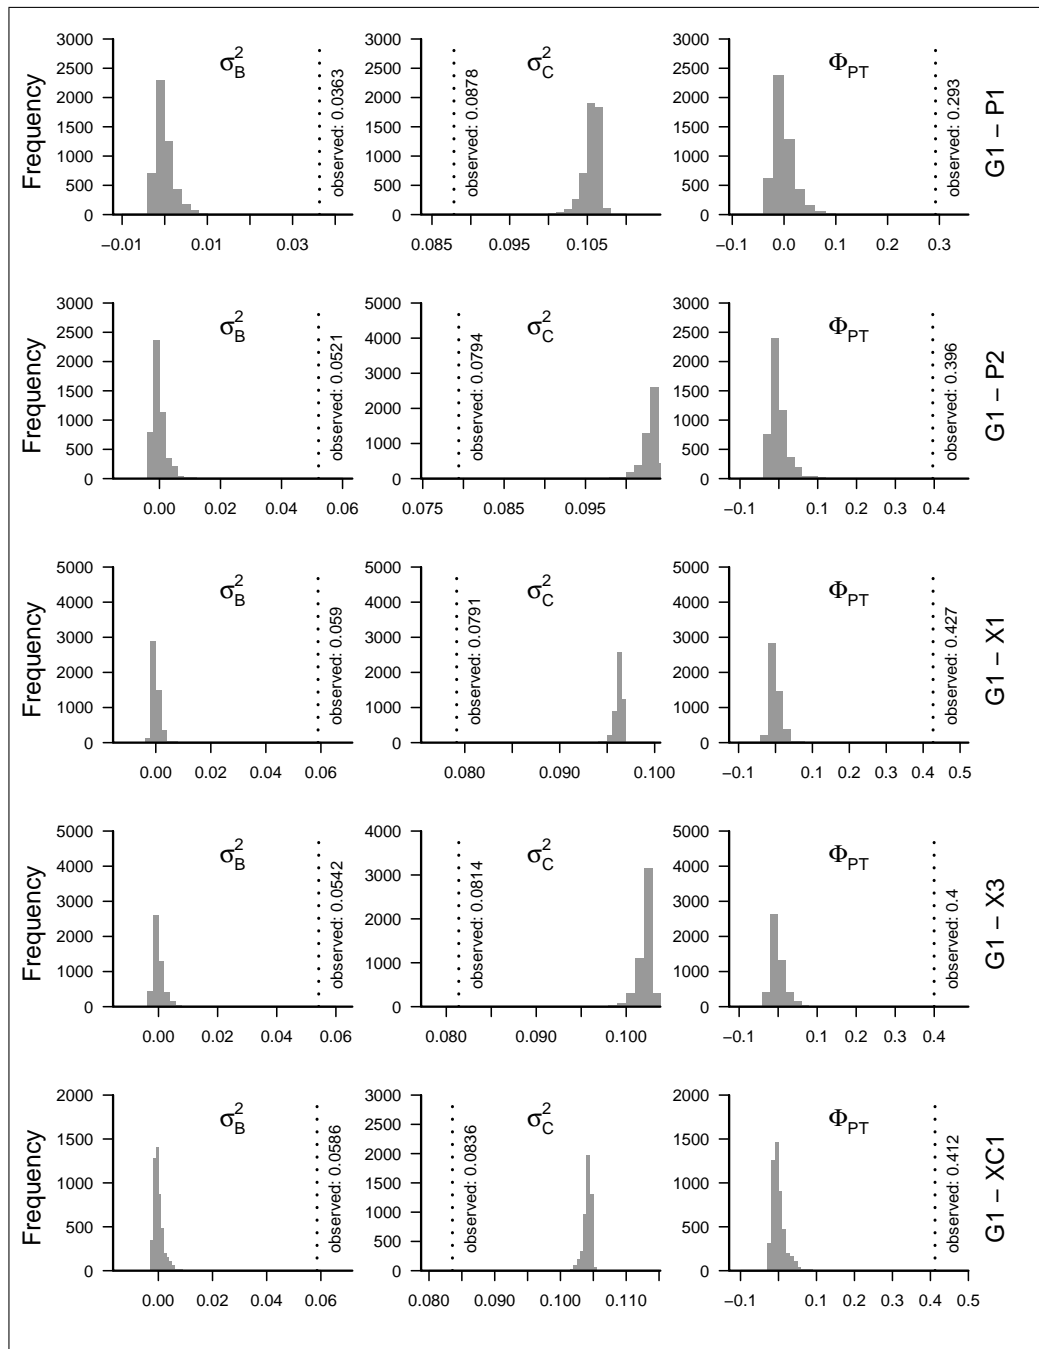 σ²B
σ²C
ΦPT
Frequency
3000
2500
2000
1500
1000
500
0
observed: 0.0363
−0.01 0.01 0.03
3000
2500
2000
1500
1000
500
0
observed: 0.0878
0.085 0.095 0.105
3000
2500
2000
1500
1000
500
0
observed: 0.293
−0.1 0.0 0.1 0.2 0.3
G1 − P1
σ²B
σ²C
ΦPT
Frequency
3000
2500
2000
1500
1000
500
0
observed: 0.0521
0.00 0.02 0.04 0.06
5000
4000
3000
2000
1000
0
observed: 0.0794
0.075 0.085 0.095
3000
2500
2000
1500
1000
500
0
observed: 0.396
−0.1 0.1 0.2 0.3 0.4
G1 − P2
σ²B
σ²C
ΦPT
Frequency
5000
4000
3000
2000
1000
0
observed: 0.059
0.00 0.02 0.04 0.06
5000
4000
3000
2000
1000
0
observed: 0.0791
0.080 0.090 0.100
5000
4000
3000
2000
1000
0
observed: 0.427
−0.1 0.1 0.2 0.3 0.4 0.5
G1 − X1
σ²B
σ²C
ΦPT
Frequency
5000
4000
3000
2000
1000
0
observed: 0.0542
0.00 0.02 0.04 0.06
4000
3000
2000
1000
0
observed: 0.0814
0.080 0.090 0.100
5000
4000
3000
2000
1000
0
observed: 0.4
−0.1 0.1 0.2 0.3 0.4
G1 − X3
σ²B
σ²C
ΦPT
Frequency
2000
1500
1000
500
0
observed: 0.0586
0.00 0.02 0.04 0.06
3000
2500
2000
1500
1000
500
0
observed: 0.0836
0.080 0.090 0.100 0.110
2000
1500
1000
500
0
observed: 0.412
−0.1 0.1 0.2 0.3 0.4 0.5
G1 − XC1